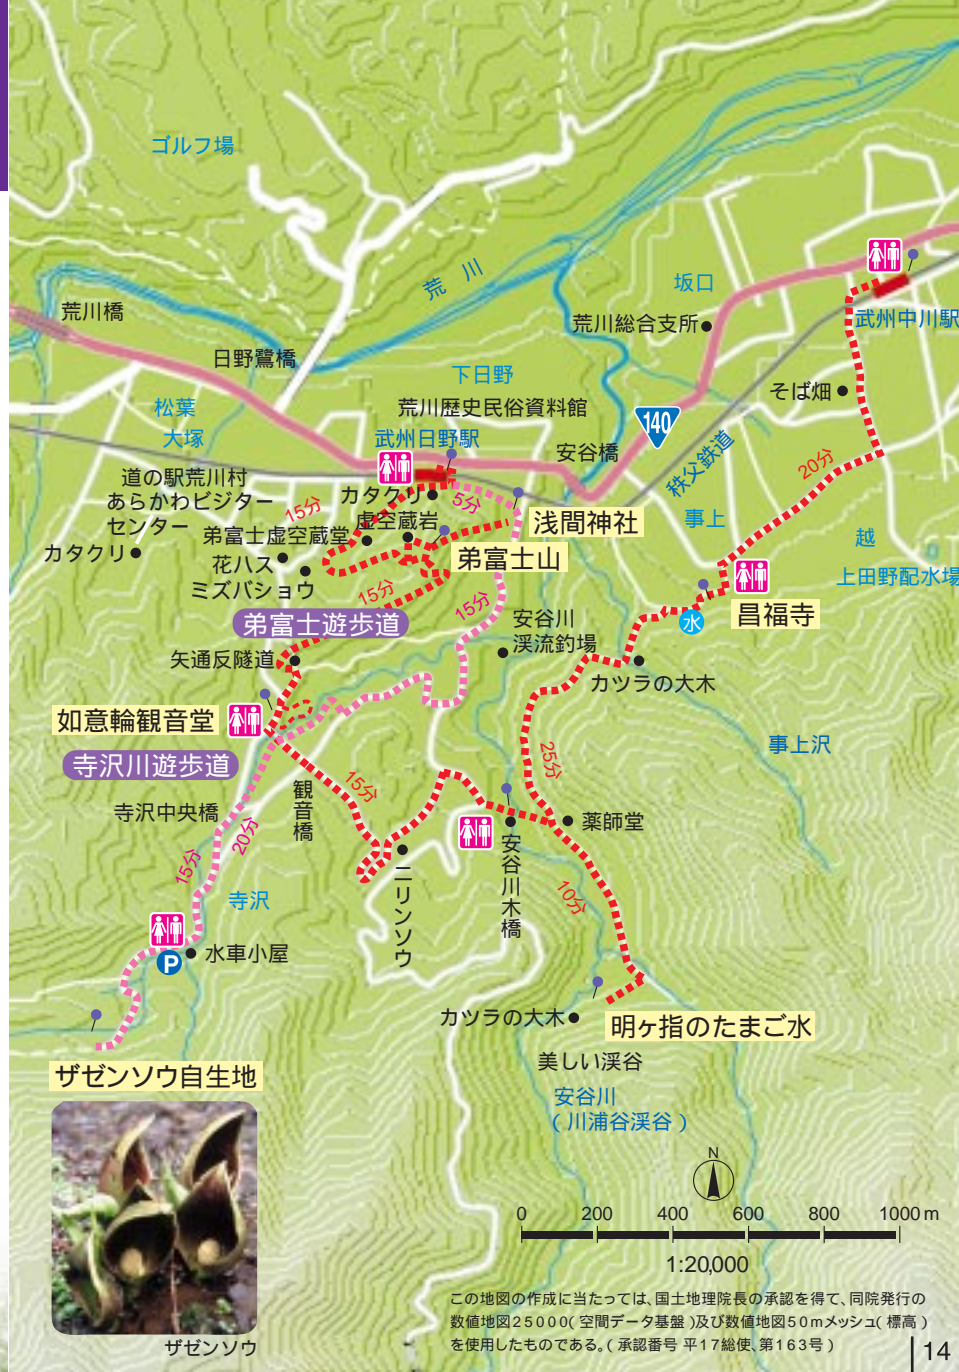 ゴルフ場
荒川
坂口
武州中川駅
荒川橋
荒川総合支所
日野鷺橋
下日野
そば畑
松葉
大塚
荒川歴史民俗資料館
140
武州日野駅
安谷橋
秩父鉄道
20分
道の駅荒川村
あらかわビジター
センター
15分
カタクリ
5分
虚空蔵岩
浅間神社
事上
カタクリ
弟富士虚空蔵堂
弟富士山
越
花ハス
上田野配水場
ミズバショウ
15分
15分
弟富士遊歩道
安谷川
渓流釣場
水
昌福寺
矢通反隧道
カツラの大木
如意輪観音堂
事上沢
寺沢川遊歩道
25分
15分
観音橋
寺沢中央橋
20分
15分
薬師堂
安谷川木橋
ニリンソウ
10分
寺沢
P
水車小屋
カツラの大木
明ヶ指のたまご水
美しい渓谷
ザゼンソウ自生地
安谷川
(川浦谷渓谷)
N
0 200 400 600 800 1000m
1:20,000
この地図の作成に当たっては、国土地理院長の承認を得て、同院発行の
数値地図25000(空間データ基盤)及び数値地図50mメッシュ(標高)
を使用したものである。(承認番号 平17総使、第163号)
ザゼンソウ
14